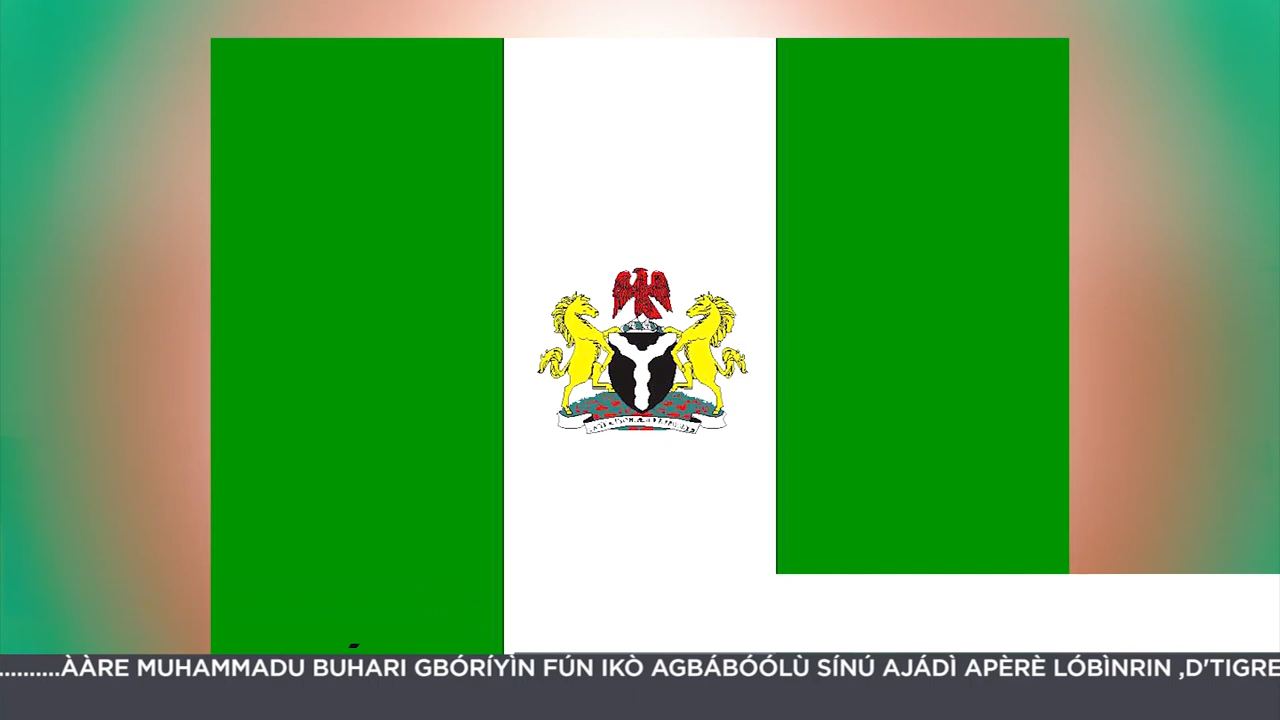 ..........ÀÀRE MUHAMMADU BUHARI GBÓRÍYÌN FÚN IKÒ AGBÁBÓÓLÙ SÍNÚ AJÁDÌ APÈRÈ LÓBÌNRIN ,D'TIGRE